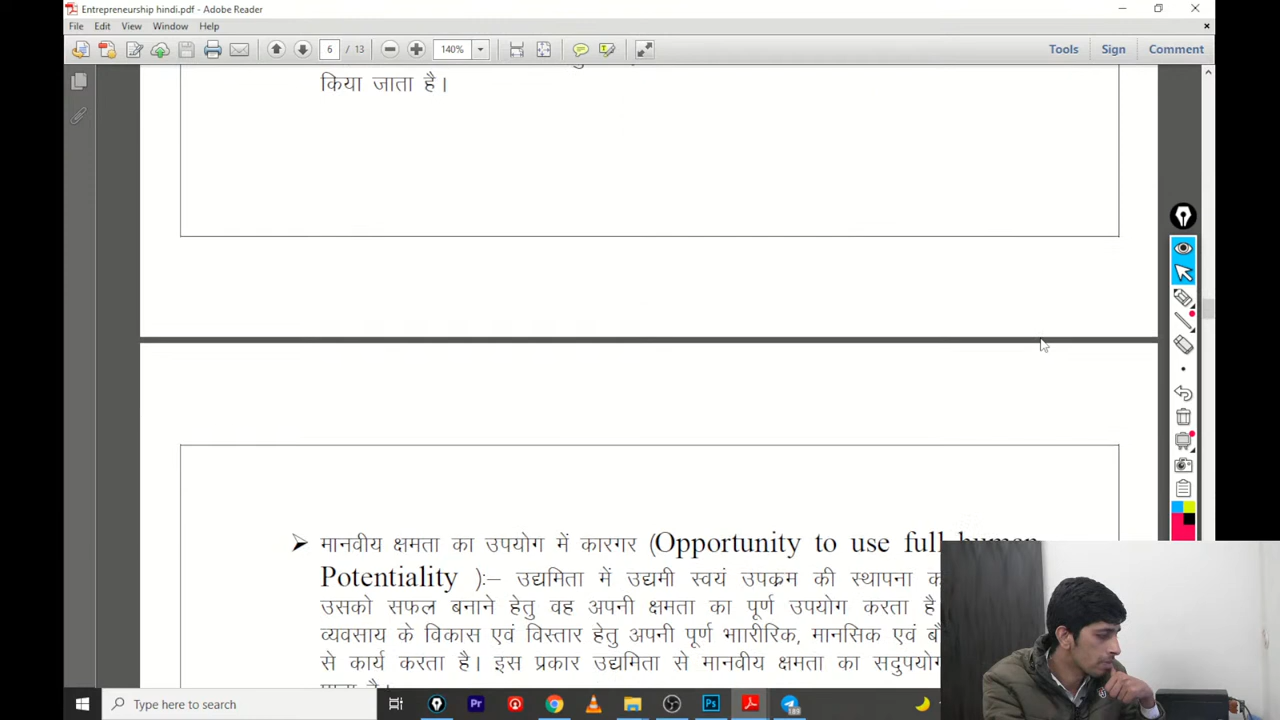 Entrepreneurship hindi.pdf - Adobe Reader
File Edit View Window Help
6 / 13 140% Tools Sign Comment
किया जाता है।
➤ मानवीय क्षमता का उपयोग में कारगर (Opportunity to use full human
Potentiality ):– उद्यमिता में उद्यमी स्वयं उपक्रम की स्थापना
उसको सफल बनाने हेतु वह अपनी क्षमता का पूर्ण उपयोग करता है
व्यवसाय के विकास एवं विस्तार हेतु अपनी पूर्ण भाारीरिक, मानसिक एवं
से कार्य करता है। इस प्रकार उद्यमिता से मानवीय क्षमता का सदुपयोग
Type here to search